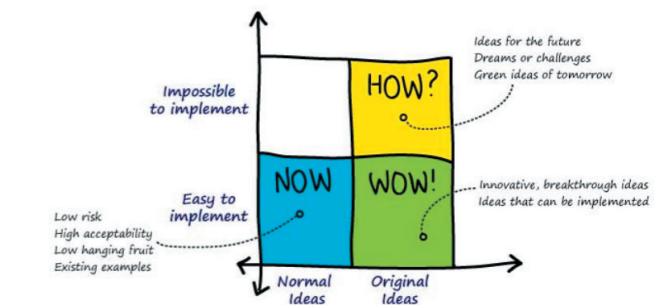 Ideas for the future
Dreams or challenges
Green ideas of tomorrow
HOW?
Impossible
to implement
NOW
WOW!
Innovative, breakthrough ideas
Ideas that can be implemented
Easy to
implement
Low risk
High acceptability
Low hanging fruit
Existing examples
Normal
Ideas
Original
Ideas